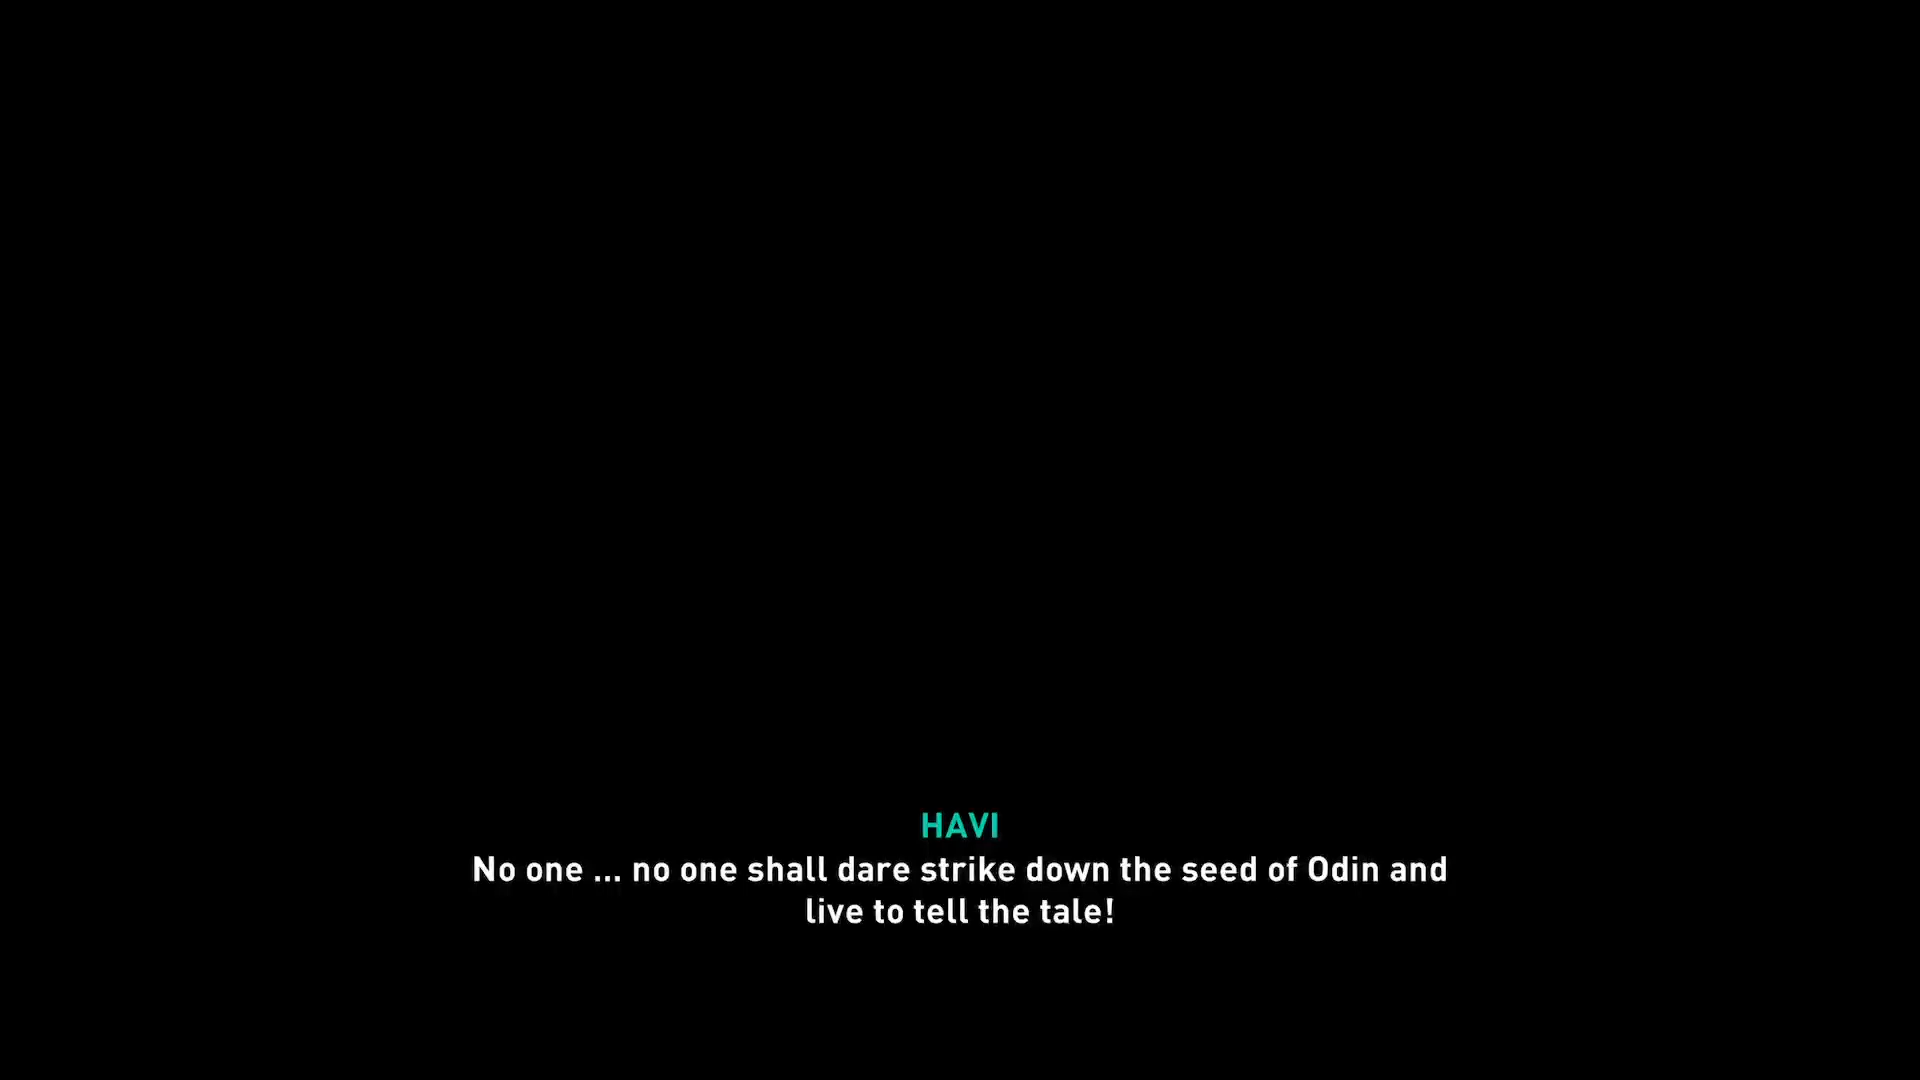 HAVI
No one ... no one shall dare strike down the seed of Odin and
live to tell the tale!